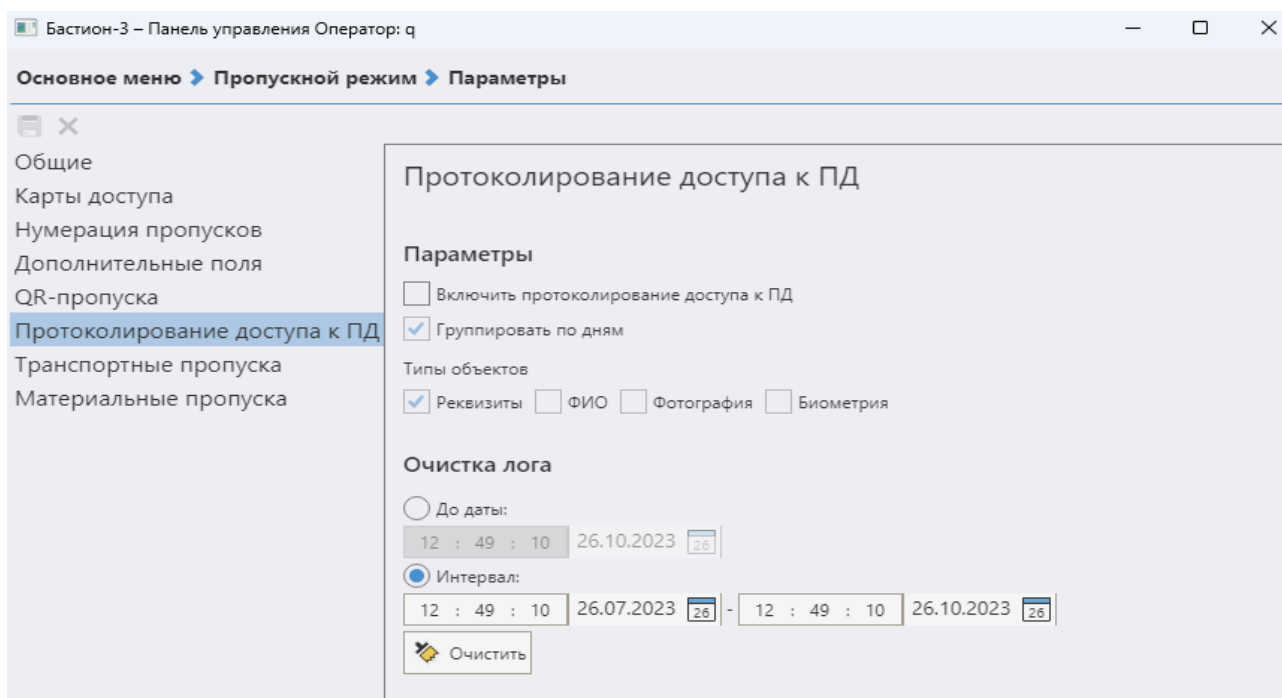 Бастион-3 – Панель управления Оператор: q
Основное меню Пропускной режим Параметры
Общие
Карты доступа
Нумерация пропусков
Дополнительные поля
QR-пропуска
Протоколирование доступа к ПД
Транспортные пропуска
Материальные пропуска
Протоколирование доступа к ПД
Параметры
Включить протоколирование доступа к ПД
Группировать по дням
Типы объектов
Реквизиты ФИО Фотография Биометрия
Очистка лога
До даты:
12 : 49 : 10 26.10.2023 26
Интервал:
12 : 49 : 10 26.07.2023 26 - 12 : 49 : 10 26.10.2023 26
Очистить